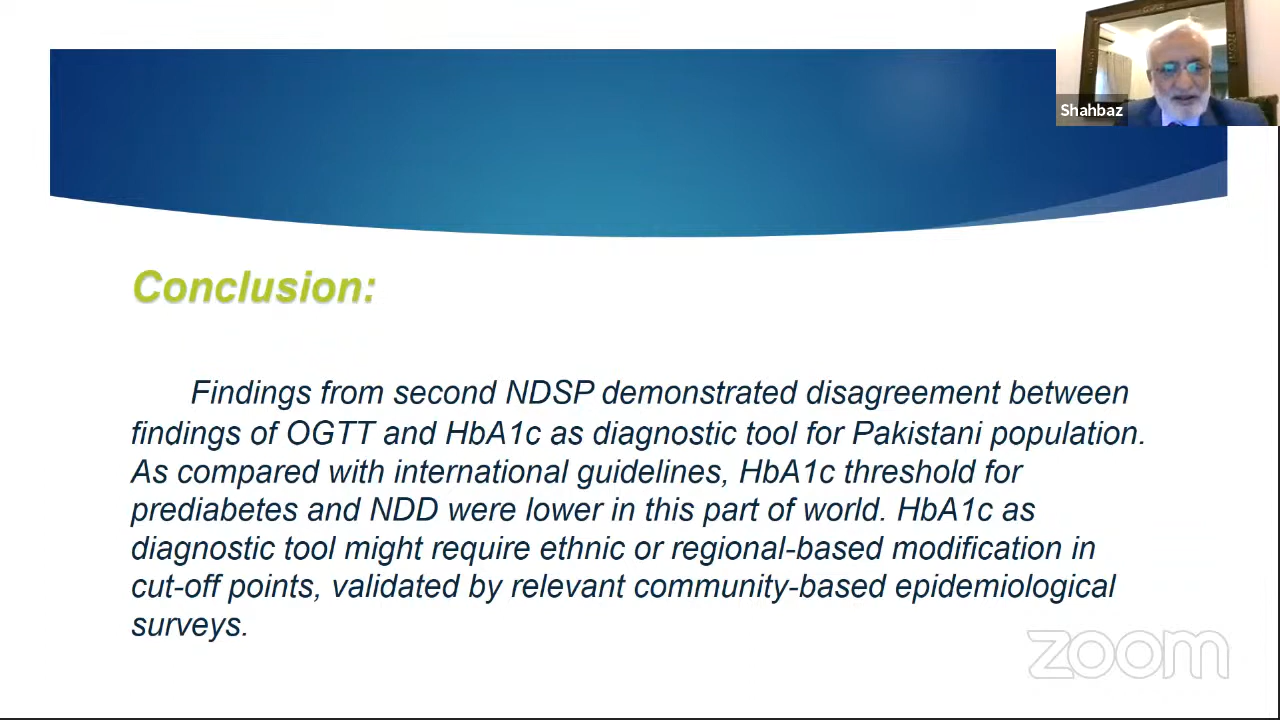 Shahbaz
Conclusion:
Findings from second NDSP demonstrated disagreement between
findings of OGTT and HbA1c as diagnostic tool for Pakistani population.
As compared with international guidelines, HbA1c threshold for
prediabetes and NDD were lower in this part of world. HbA1c as
diagnostic tool might require ethnic or regional-based modification in
cut-off points, validated by relevant community-based epidemiological
surveys.
zoom